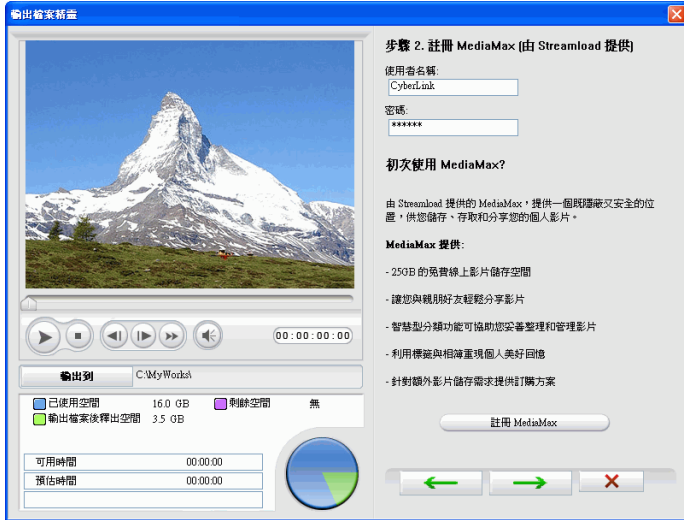 輸出檔案精靈
步驟 2. 註冊 MediaMax (由 Streamload 提供)
使用者名稱:
CyberLink
密碼:
******
初次使用 MediaMax?
由 Streamload 提供的 MediaMax,提供一個既隱蔽又安全的位
置,供您儲存、存取和分享您的個人影片。
MediaMax 提供:
- 25GB 的免費線上影片儲存空間
- 讓您與親朋好友輕鬆分享影片
- 智慧型分類功能可協助您妥善整理和管理影片
- 利用標籤與相簿重現個人美好回憶
- 針對額外影片儲存需求提供訂購方案
註冊 MediaMax
00:00:00:00
輸出到 C:\MyWorks\
已使用空間 16.0 GB 剩餘空間 無
輸出檔案後釋出空間 3.5 GB
可用時間 00:00:00
預估時間 00:00:00